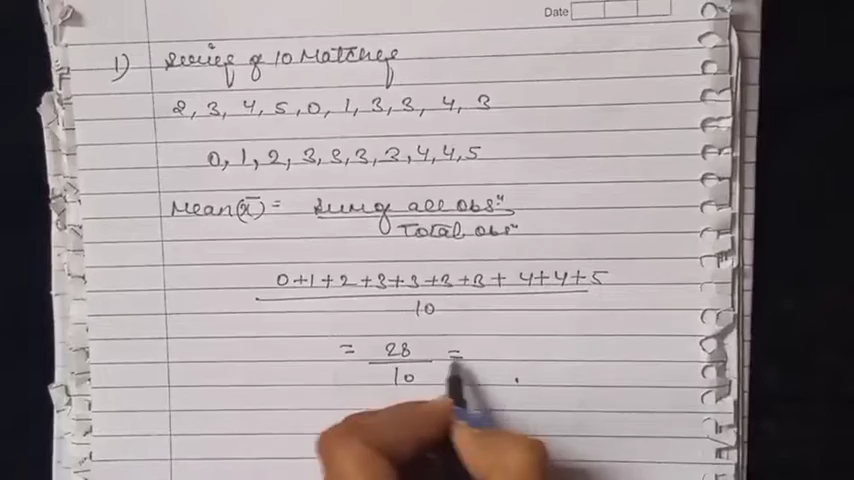 Date
1) Series of 10 Matches
2, 3, 4, 5, 0, 1, 3, 3, 4, 3
0, 1, 2, 3, 3, 3, 3, 4, 4, 5
Mean(x̄) = Sum of all obsⁿ
Total obsⁿ
0+1+2+3+3+3+3+ 4+4+5
10
= 28 =
10